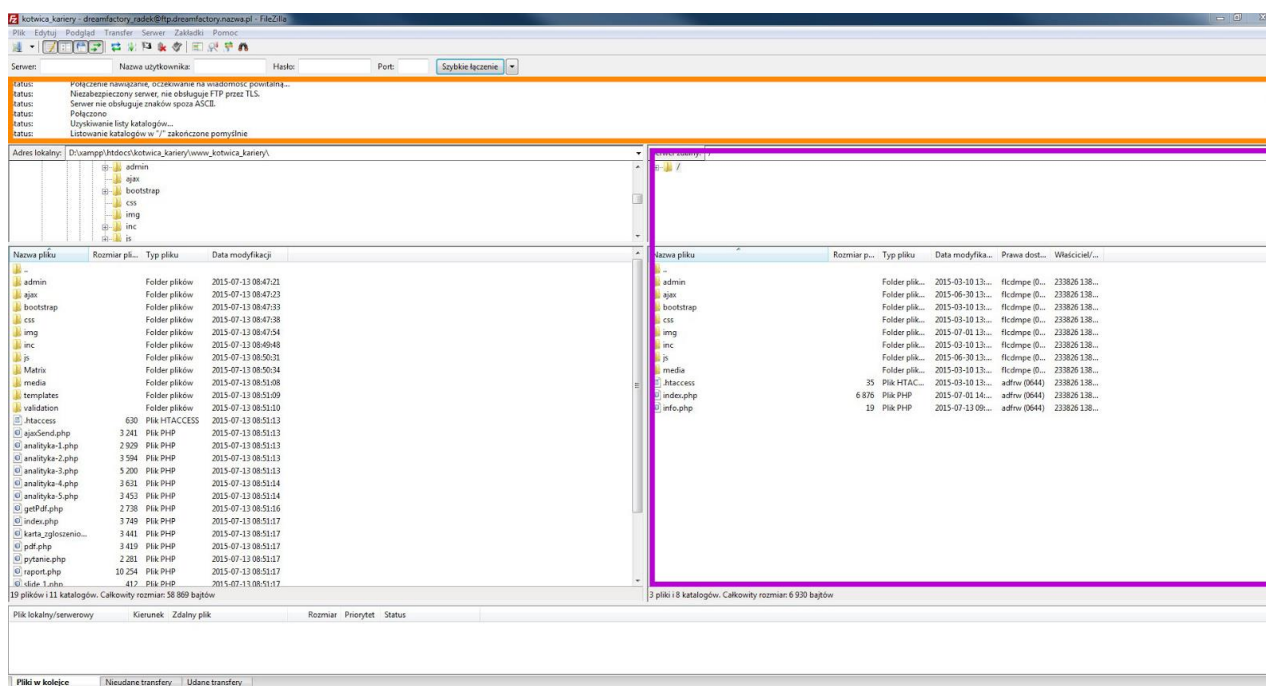 kotwica_kariery - dreamfactory_radek@ftp.dreamfactory.nazwa.pl - FileZilla
Plik Edytuj Podgląd Transfer Serwer Zakładki Pomoc
Serwer: Nazwa użytkownika: Hasło: Port: Szybkie łączenie
tatus: Połączenie nawiązanie, oczekiwanie na wiadomość powitalną...
tatus: Niezabezpieczony serwer, nie obsługuje FTP przez TLS.
tatus: Serwer nie obsługuje znaków spoza ASCII.
tatus: Połączono
tatus: Uzyskiwanie listy katalogów...
tatus: Listowanie katalogów w "/" zakończone pomyślnie
Adres lokalny: D:\xampp\htdocs\kotwica_kariery\www_kotwica_kariery\
admin
ajax
bootstrap
css
img
inc
js
Nazwa pliku Rozmiar pli... Typ pliku Data modyfikacji
..
admin Folder plików 2015-07-13 08:47:21
ajax Folder plików 2015-07-13 08:47:23
bootstrap Folder plików 2015-07-13 08:47:33
css Folder plików 2015-07-13 08:47:38
img Folder plików 2015-07-13 08:47:54
inc Folder plików 2015-07-13 08:49:48
js Folder plików 2015-07-13 08:50:31
Matrix Folder plików 2015-07-13 08:50:34
media Folder plików 2015-07-13 08:51:08
templates Folder plików 2015-07-13 08:51:09
validation Folder plików 2015-07-13 08:51:10
.htaccess 630 Plik HTACCESS 2015-07-13 08:51:13
ajaxSend.php 3 241 Plik PHP 2015-07-13 08:51:13
analityka-1.php 2 929 Plik PHP 2015-07-13 08:51:13
analityka-2.php 3 594 Plik PHP 2015-07-13 08:51:13
analityka-3.php 5 200 Plik PHP 2015-07-13 08:51:13
analityka-4.php 3 631 Plik PHP 2015-07-13 08:51:14
analityka-5.php 3 453 Plik PHP 2015-07-13 08:51:14
getPdf.php 2 738 Plik PHP 2015-07-13 08:51:16
index.php 3 749 Plik PHP 2015-07-13 08:51:17
karta_zgloszenio... 3 441 Plik PHP 2015-07-13 08:51:17
pdf.php 3 419 Plik PHP 2015-07-13 08:51:17
pytanie.php 2 281 Plik PHP 2015-07-13 08:51:17
raport.php 10 254 Plik PHP 2015-07-13 08:51:17
slide_1.php 412 Plik PHP 2015-07-13 08:51:17
19 plików i 11 katalogów. Całkowity rozmiar: 58 869 bajtów
/
/
Nazwa pliku Rozmiar p... Typ pliku Data modyfika... Prawa dost... Właściciel/...
..
admin Folder plik... 2015-03-10 13:... flcdmpe (0... 233826 138...
ajax Folder plik... 2015-06-30 13:... flcdmpe (0... 233826 138...
bootstrap Folder plik... 2015-03-10 13:... flcdmpe (0... 233826 138...
css Folder plik... 2015-03-10 13:... flcdmpe (0... 233826 138...
img Folder plik... 2015-07-01 13:... flcdmpe (0... 233826 138...
inc Folder plik... 2015-03-10 13:... flcdmpe (0... 233826 138...
js Folder plik... 2015-06-30 13:... flcdmpe (0... 233826 138...
media Folder plik... 2015-03-10 13:... flcdmpe (0... 233826 138...
.htaccess 35 Plik HTAC... 2015-03-10 13:... adfrw (0644) 233826 138...
index.php 6 876 Plik PHP 2015-07-01 14:... adfrw (0644) 233826 138...
info.php 19 Plik PHP 2015-07-13 09:... adfrw (0644) 233826 138...
3 pliki i 8 katalogów. Całkowity rozmiar: 6 930 bajtów
Plik lokalny/serwerowy Kierunek Zdalny plik Rozmiar Priorytet Status
Pliki w kolejce Nieudane transfery Udane transfery